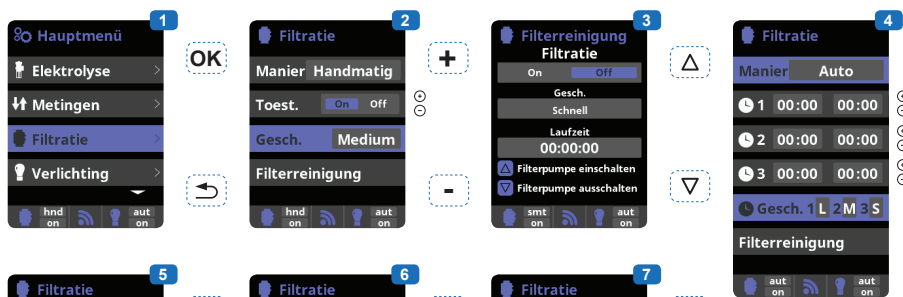 1
Hauptmenü
Elektrolyse
Metingen
Filtratie
Verlichting
hnd on aut on
OK
2
Filtratie
Manier Handmatig
Toest. On Off
Gesch. Medium
Filterreinigung
hnd on aut on
+
-
3
Filterreinigung
Filtratie
On Off
Gesch.
Schnell
Laufzeit
00:00:00
Filterpumpe einschalten
Filterpumpe ausschalten
smt on aut on
4
Filtratie
Manier Auto
1 00:00 00:00
2 00:00 00:00
3 00:00 00:00
Gesch. 1 L 2 M 3 S
Filterreinigung
aut on aut on
5
Filtratie
6
Filtratie
7
Filtratie